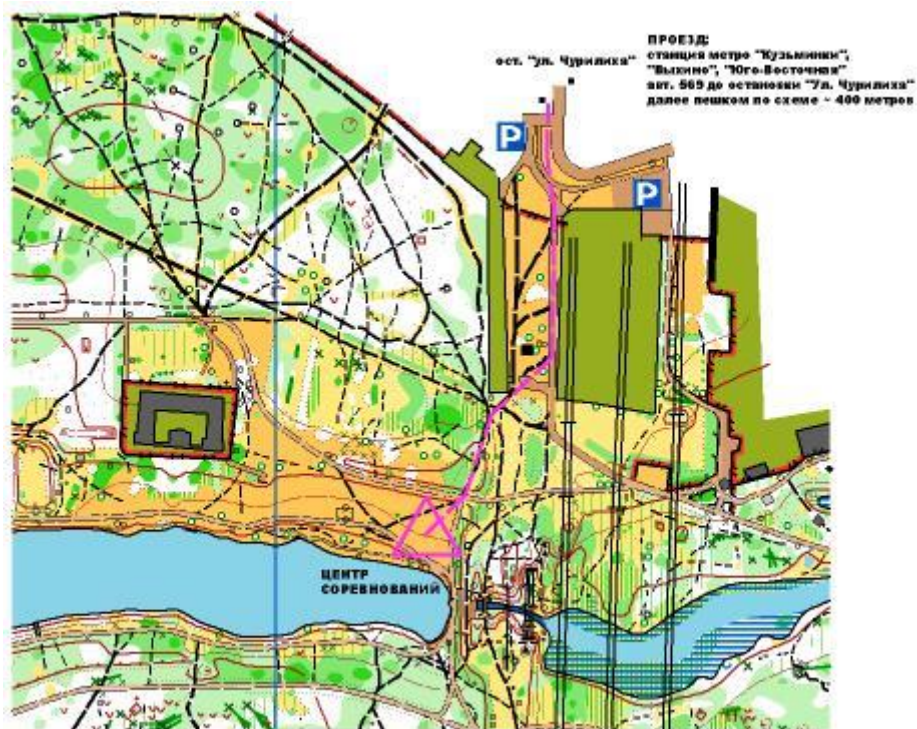 ПРОЕЗД:
ост. "ул. Чурилиха"
станция метро "Кузьминки",
"Выхино", "Юго-Восточная"
авт. 569 до остановки "Ул. Чурилиха"
далее пешком по схеме ~ 400 метров
P
P
ЦЕНТР
СОРЕВНОВАНИЙ